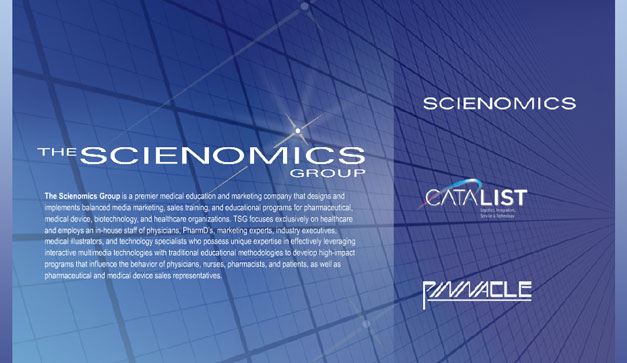 THE SCIENOMICS
GROUP
The Scienomics Group is a premier medical education and marketing company that designs and
implements balanced media marketing, sales training, and educational programs for pharmaceutical,
medical device, biotechnology, and healthcare organizations. TSG focuses exclusively on healthcare
and employs an in-house staff of physicians, PharmD's, marketing experts, industry executives,
medical illustrators, and technology specialists who possess unique expertise in effectively leveraging
interactive multimedia technologies with traditional educational methodologies to develop high-impact
programs that influence the behavior of physicians, nurses, pharmacists, and patients, as well as
pharmaceutical and medical device sales representatives.
SCIENOMICS
CATALIST
Logistics, Integration,
Service & Technology
PINNACLE